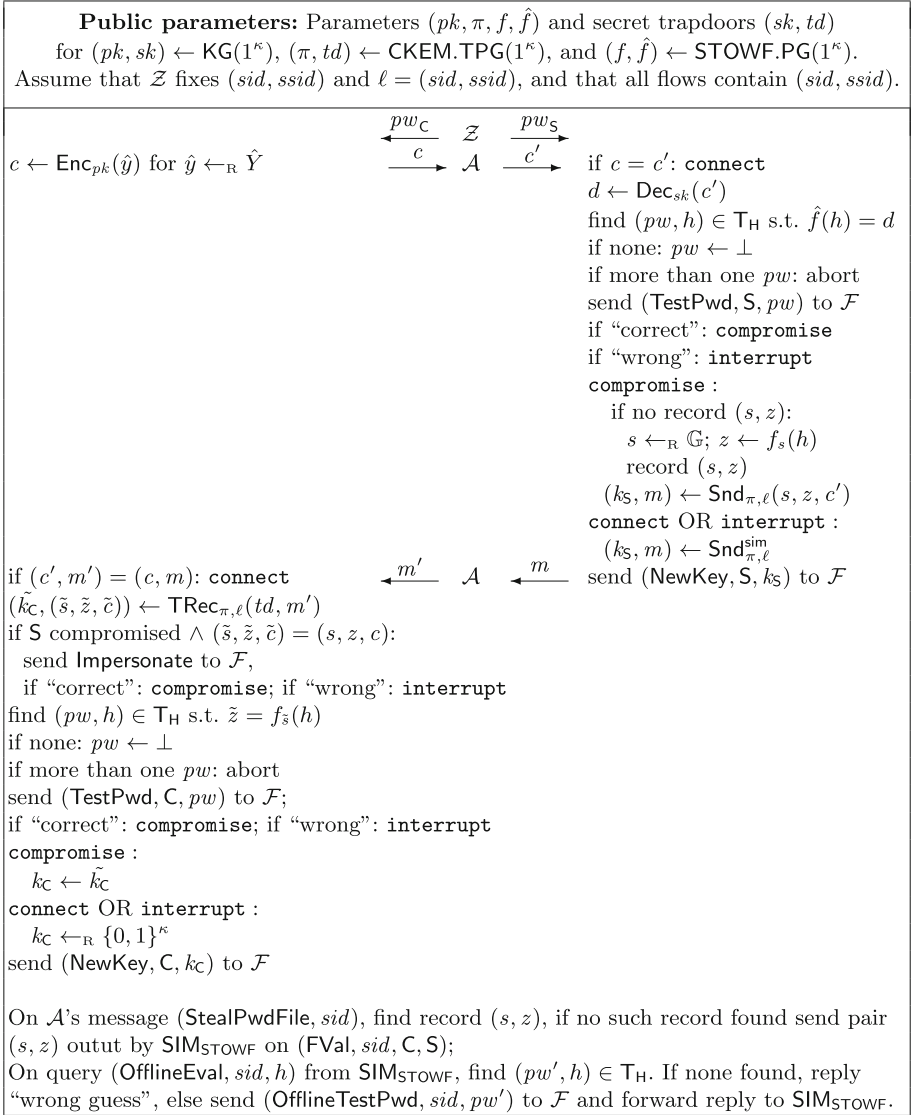 Public parameters: Parameters (pk, π, f, f̂) and secret trapdoors (sk, td)
for (pk, sk) ← KG(1^κ), (π, td) ← CKEM.TPG(1^κ), and (f, f̂) ← STOWF.PG(1^κ).
Assume that 𝒵 fixes (sid, ssid) and ℓ = (sid, ssid), and that all flows contain (sid, ssid).
pw_C 𝒵 pw_S
c ← Enc_pk(ŷ) for ŷ ←_R Ŷ c 𝒜 c′ if c = c′: connect
d ← Dec_sk(c′)
find (pw, h) ∈ T_H s.t. f̂(h) = d
if none: pw ← ⊥
if more than one pw: abort
send (TestPwd, S, pw) to ℱ
if “correct”: compromise
if “wrong”: interrupt
compromise :
if no record (s, z):
s ←_R 𝔾; z ← f_s(h)
record (s, z)
(k_S, m) ← Snd_π,ℓ(s, z, c′)
connect OR interrupt :
(k_S, m) ← Snd^sim_π,ℓ
if (c′, m′) = (c, m): connect m′ 𝒜 m send (NewKey, S, k_S) to ℱ
(k̃_C, (s̃, z̃, c̃)) ← TRec_π,ℓ(td, m′)
if S compromised ∧ (s̃, z̃, c̃) = (s, z, c):
send Impersonate to ℱ,
if “correct”: compromise; if “wrong”: interrupt
find (pw, h) ∈ T_H s.t. z̃ = f_s̃(h)
if none: pw ← ⊥
if more than one pw: abort
send (TestPwd, C, pw) to ℱ;
if “correct”: compromise; if “wrong”: interrupt
compromise :
k_C ← k̃_C
connect OR interrupt :
k_C ←_R {0, 1}^κ
send (NewKey, C, k_C) to ℱ
On 𝒜’s message (StealPwdFile, sid), find record (s, z), if no such record found send pair
(s, z) outut by SIM_STOWF on (FVal, sid, C, S);
On query (OfflineEval, sid, h) from SIM_STOWF, find (pw′, h) ∈ T_H. If none found, reply
“wrong guess”, else send (OfflineTestPwd, sid, pw′) to ℱ and forward reply to SIM_STOWF.